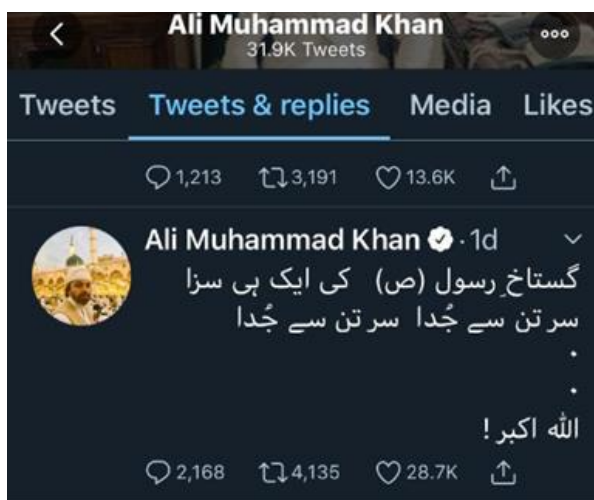 Ali Muhammad Khan
31.9K Tweets
Tweets Tweets & replies Media Likes
1,213 3,191 13.6K
Ali Muhammad Khan · 1d
گستاخِ رسول (ص) کی ایک ہی سزا
سر تن سے جُدا سر تن سے جُدا
.
.
الله اکبر!
2,168 4,135 28.7K